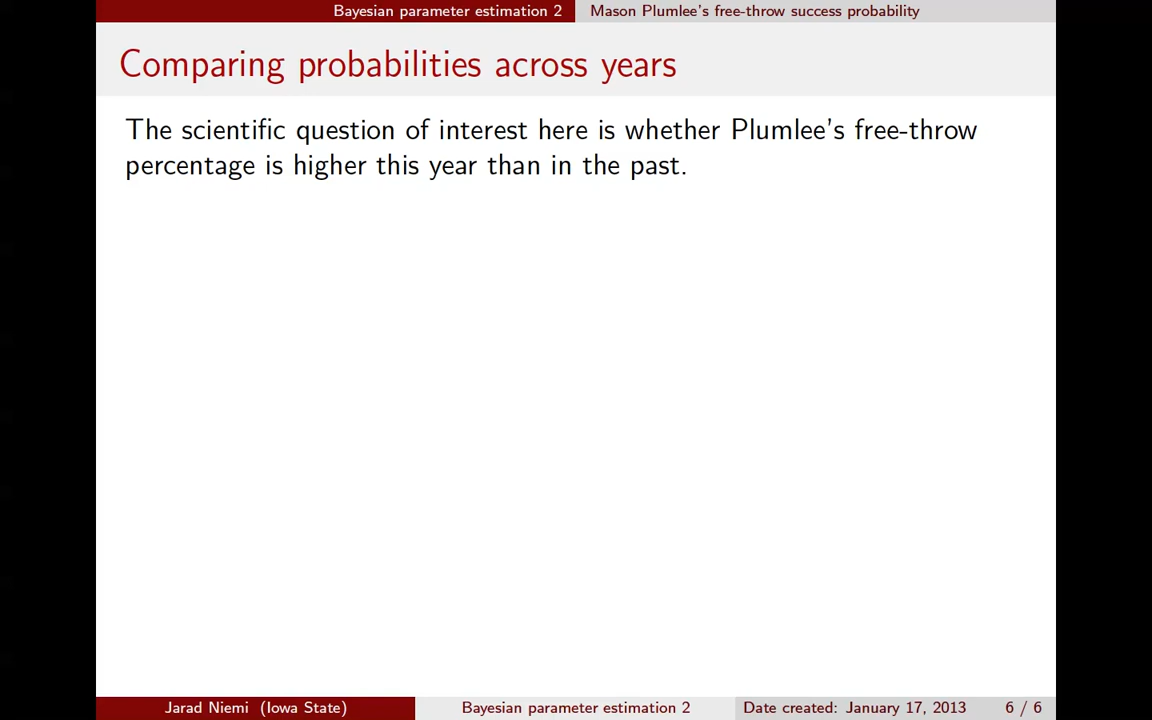 Bayesian parameter estimation 2 Mason Plumlee's free-throw success probability
Comparing probabilities across years
The scientific question of interest here is whether Plumlee's free-throw
percentage is higher this year than in the past.
Jarad Niemi (Iowa State) Bayesian parameter estimation 2 Date created: January 17, 2013 6 / 6